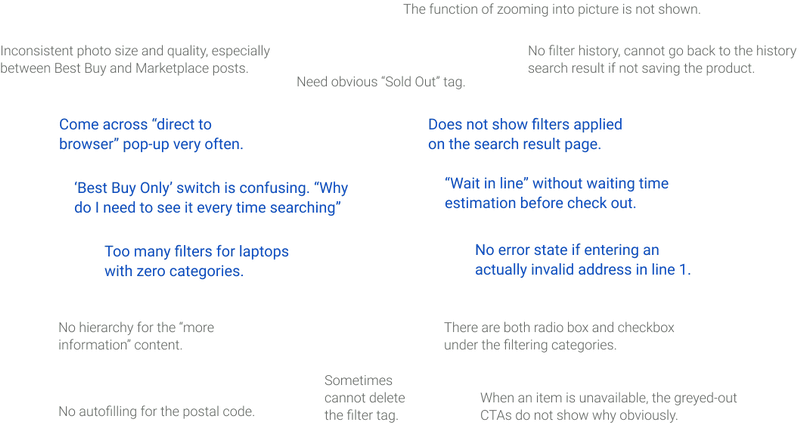 The function of zooming into picture is not shown.
Inconsistent photo size and quality, especially
between Best Buy and Marketplace posts.
No filter history, cannot go back to the history
search result if not saving the product.
Need obvious “Sold Out” tag.
Come across “direct to
browser” pop-up very often.
Does not show filters applied
on the search result page.
‘Best Buy Only’ switch is confusing. “Why
do I need to see it every time searching”
“Wait in line” without waiting time
estimation before check out.
Too many filters for laptops
with zero categories.
No error state if entering an
actually invalid address in line 1.
No hierarchy for the “more
information” content.
There are both radio box and checkbox
under the filtering categories.
Sometimes
cannot delete
the filter tag.
No autofilling for the postal code.
When an item is unavailable, the greyed-out
CTAs do not show why obviously.